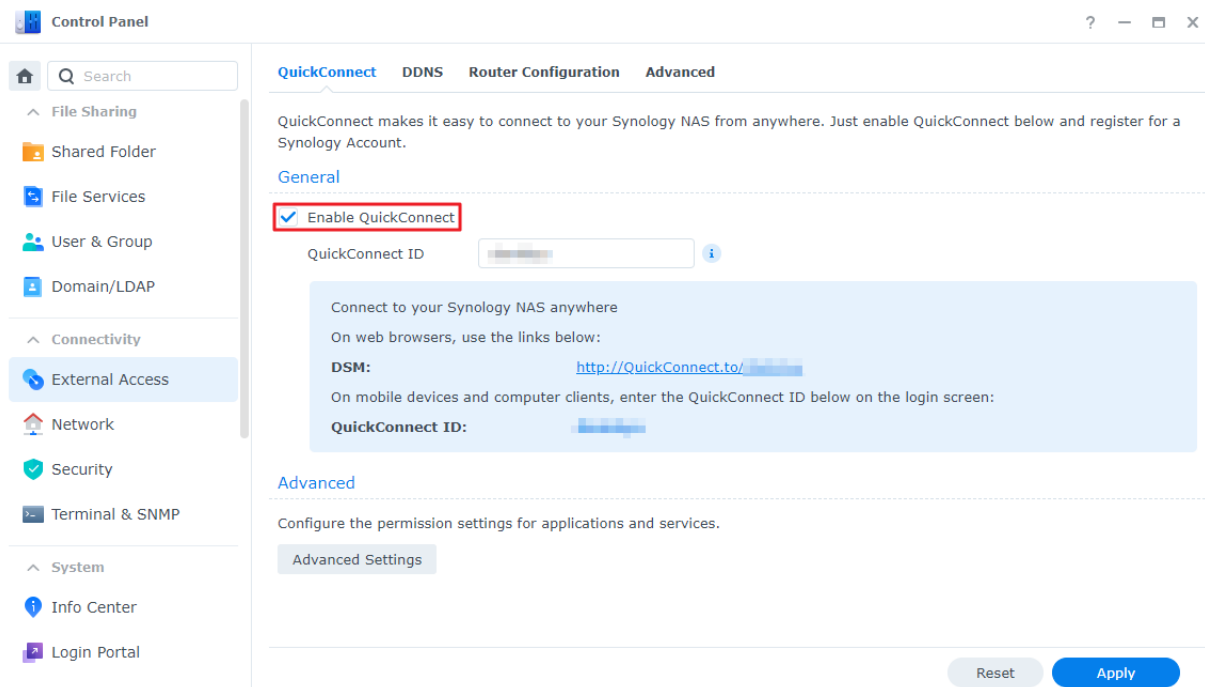 Control Panel
Search
File Sharing
Shared Folder
File Services
User & Group
Domain/LDAP
Connectivity
External Access
Network
Security
Terminal & SNMP
System
Info Center
Login Portal
QuickConnect DDNS Router Configuration Advanced
QuickConnect makes it easy to connect to your Synology NAS from anywhere. Just enable QuickConnect below and register for a
Synology Account.
General
Enable QuickConnect
QuickConnect ID
Connect to your Synology NAS anywhere
On web browsers, use the links below:
DSM: http://QuickConnect.to/
On mobile devices and computer clients, enter the QuickConnect ID below on the login screen:
QuickConnect ID:
Advanced
Configure the permission settings for applications and services.
Advanced Settings
Reset Apply